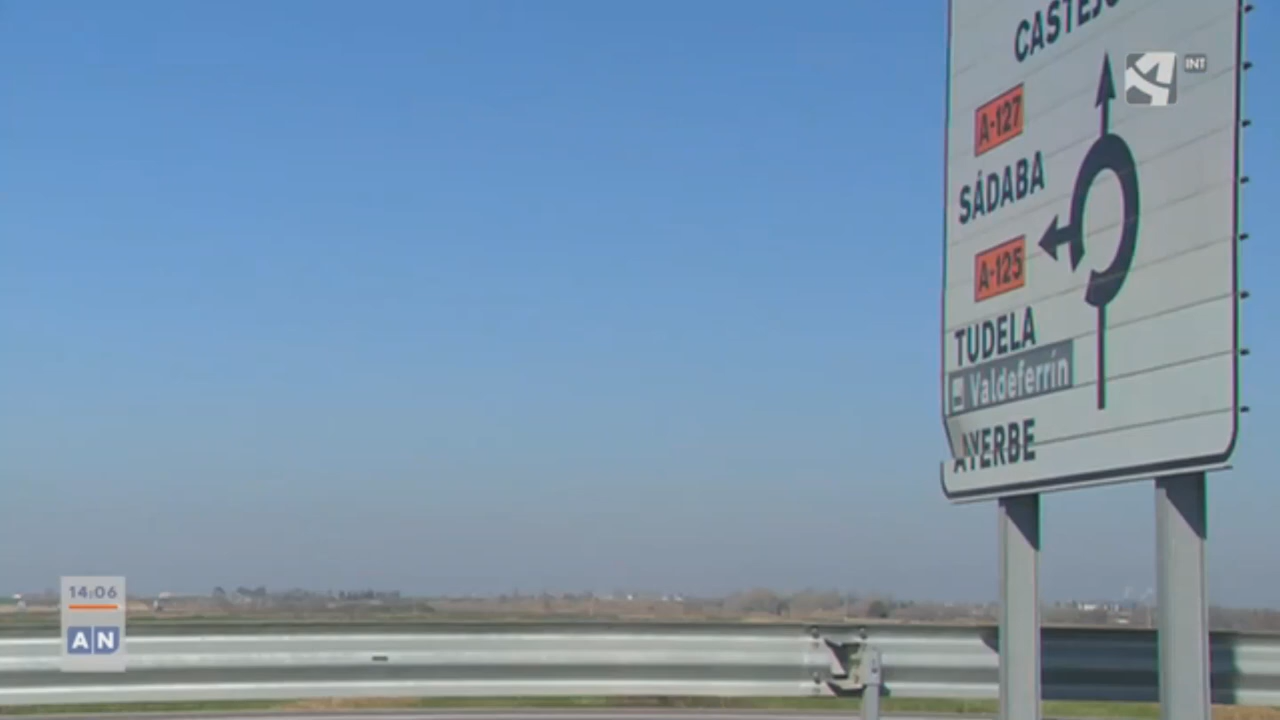 CASTEJ
INT
A-127
SÁDABA
A-125
TUDELA
Valdeferrín
AYERBE
14:06
AN